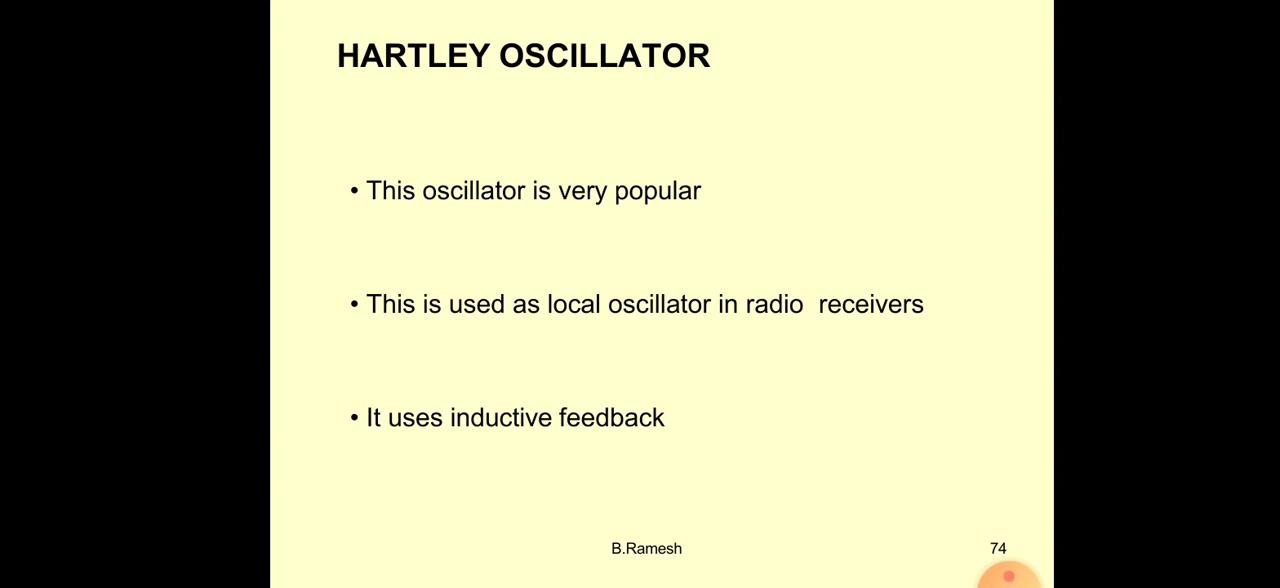 HARTLEY OSCILLATOR
• This oscillator is very popular
• This is used as local oscillator in radio  receivers
• It uses inductive feedback
B.Ramesh
74